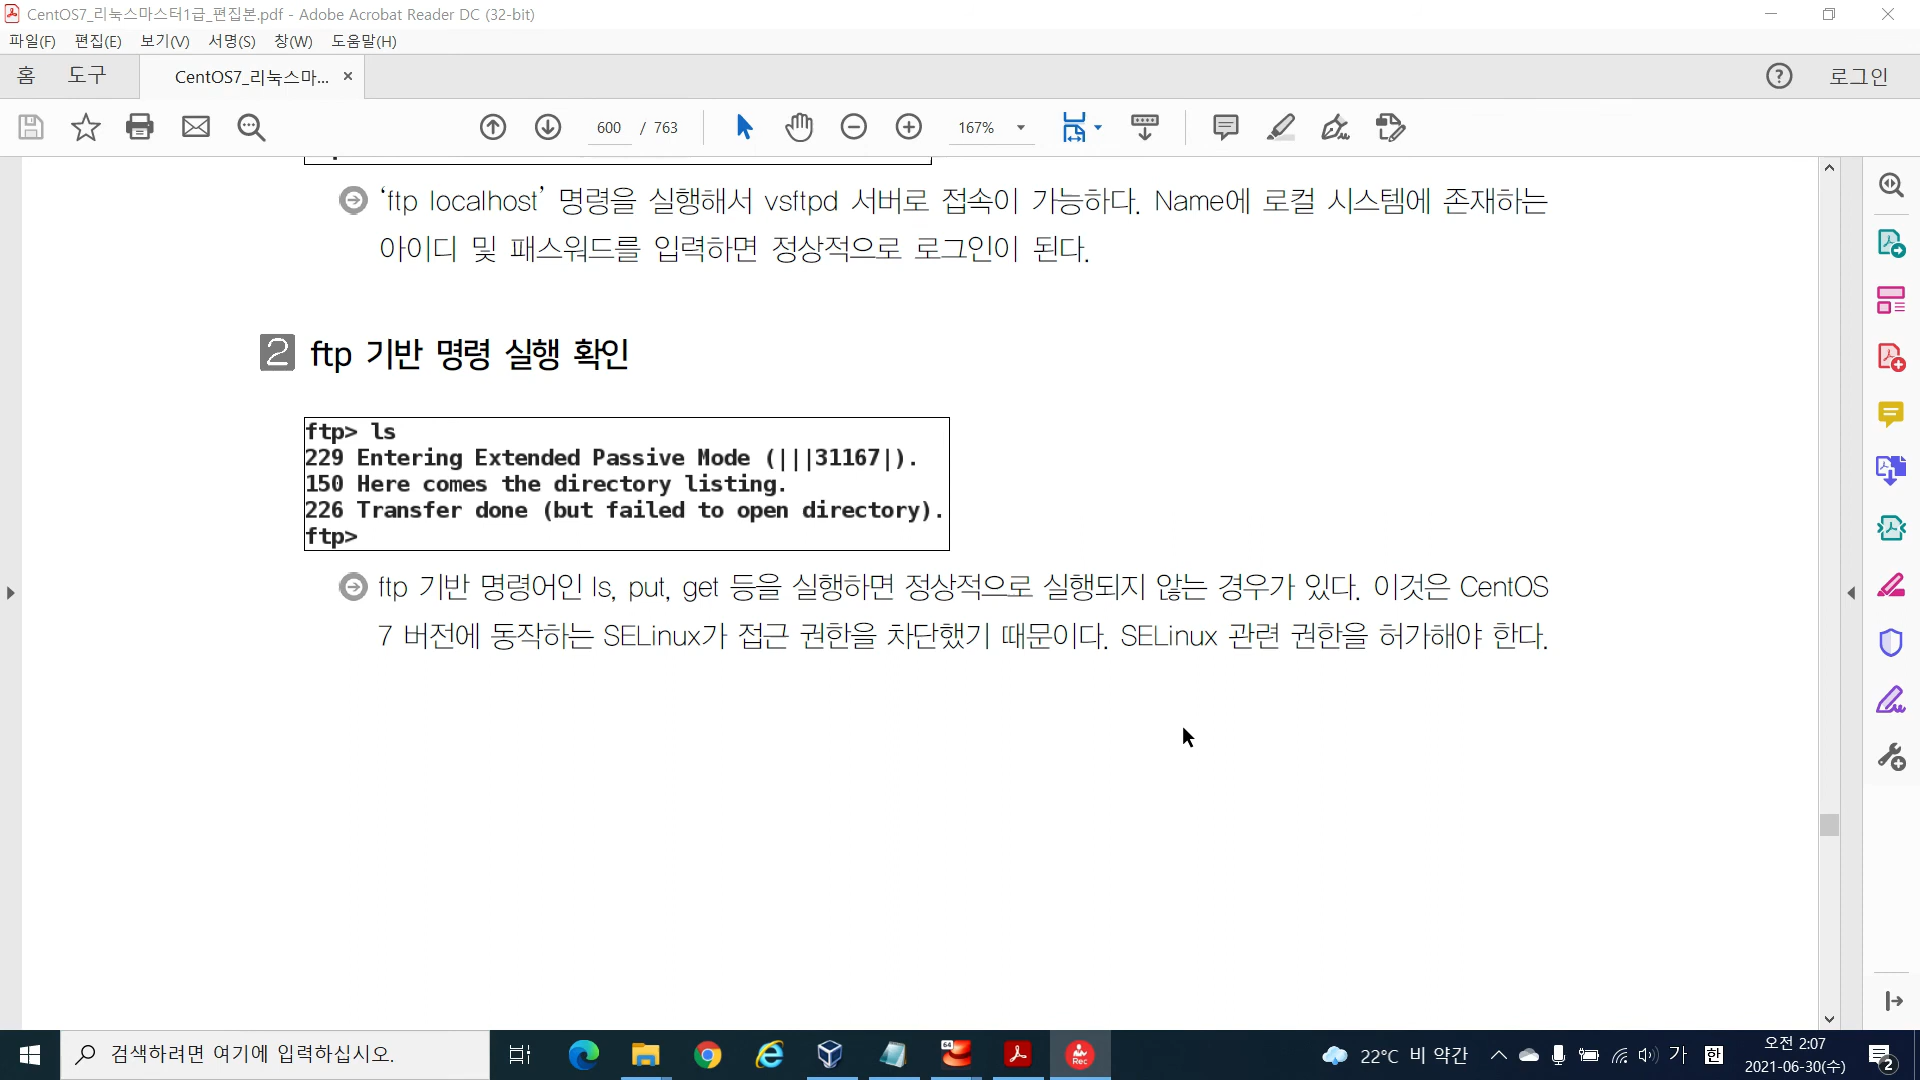 CentOS7_리눅스마스터1급_편집본.pdf - Adobe Acrobat Reader DC (32-bit)
파일(F) 편집(E) 보기(V) 서명(S) 창(W) 도움말(H)
홈 도구 CentOS7_리눅스마... × ? 로그인
600 / 763 167%
‘ftp localhost’ 명령을 실행해서 vsftpd 서버로 접속이 가능하다. Name에 로컬 시스템에 존재하는
아이디 및 패스워드를 입력하면 정상적으로 로그인이 된다.
2 ftp 기반 명령 실행 확인
ftp> ls
229 Entering Extended Passive Mode (|||31167|).
150 Here comes the directory listing.
226 Transfer done (but failed to open directory).
ftp>
ftp 기반 명령어인 ls, put, get 등을 실행하면 정상적으로 실행되지 않는 경우가 있다. 이것은 CentOS
7 버전에 동작하는 SELinux가 접근 권한을 차단했기 때문이다. SELinux 관련 권한을 허가해야 한다.
검색하려면 여기에 입력하십시오.
64
Rec
22°C 비 약간
가 한
오전 2:07
2021-06-30(수)
2